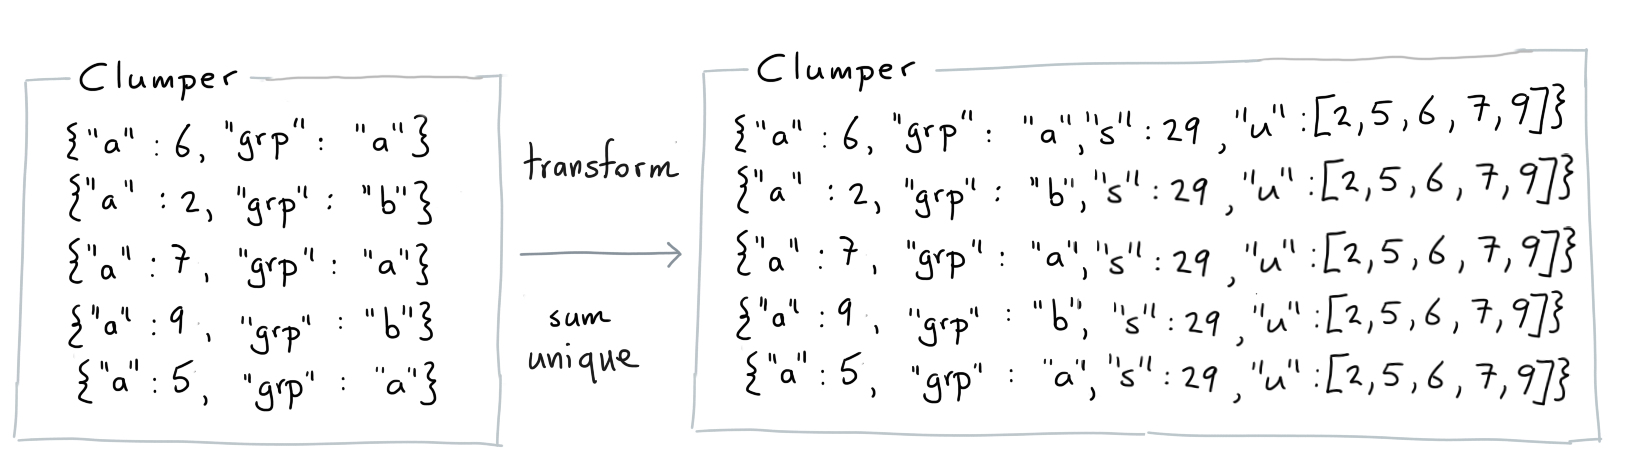 Clumper
{"a" : 6, "grp" : "a"}
{"a" : 2, "grp" : "b"}
{"a" : 7, "grp" : "a"}
{"a" : 9, "grp" : "b"}
{"a" : 5, "grp" : "a"}
transform
sum
unique
Clumper
{"a" : 6, "grp" : "a", "s" : 29, "u" : [2, 5, 6, 7, 9]}
{"a" : 2, "grp" : "b", "s" : 29, "u" : [2, 5, 6, 7, 9]}
{"a" : 7, "grp" : "a", "s" : 29, "u" : [2, 5, 6, 7, 9]}
{"a" : 9, "grp" : "b", "s" : 29, "u" : [2, 5, 6, 7, 9]}
{"a" : 5, "grp" : "a", "s" : 29, "u" : [2, 5, 6, 7, 9]}